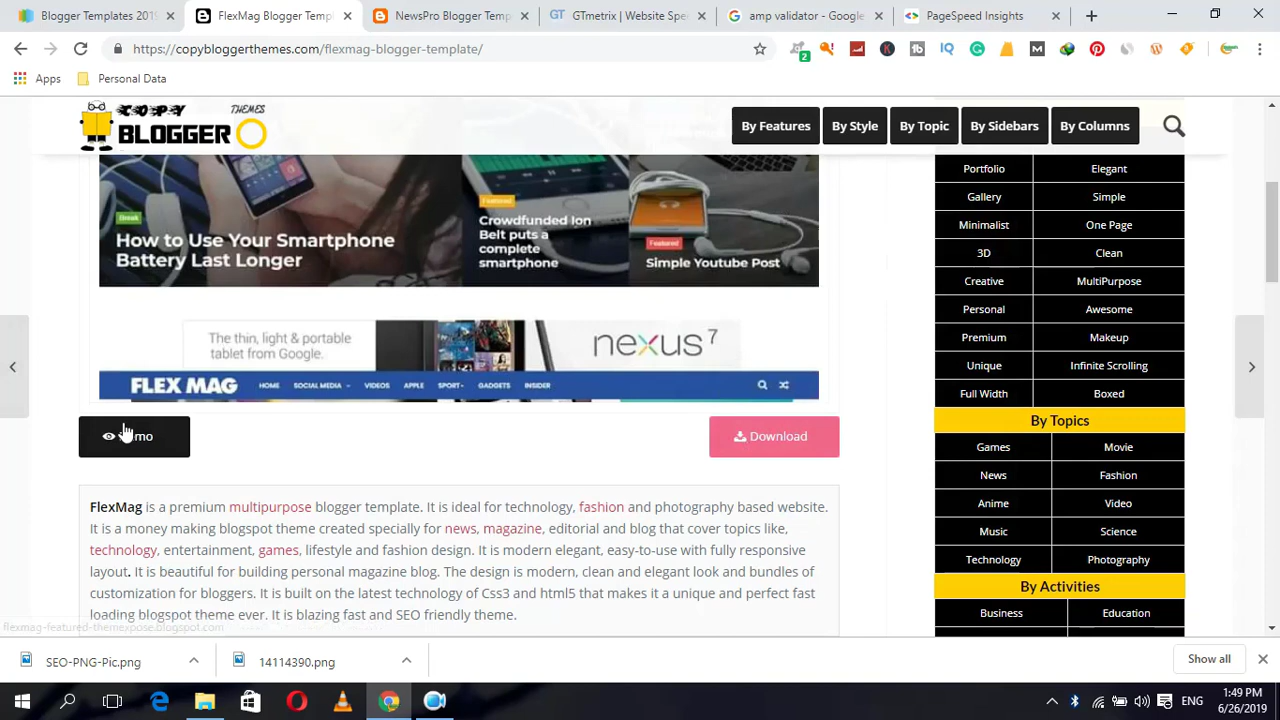 Blogger Templates 2019
FlexMag Blogger Temp
NewsPro Blogger Temp
GTmetrix | Website Spe
amp validator - Google
PageSpeed Insights
https://copybloggerthemes.com/flexmag-blogger-template/
2
tb
IQ
M
Apps
Personal Data
COPY THEMES
BLOGGER
By Features
By Style
By Topic
By Sidebars
By Columns
Break
How to Use Your Smartphone
Battery Last Longer
Featured
Crowdfunded Ion
Belt puts a
complete
smartphone
Featured
Simple Youtube Post
The thin, light & portable
tablet from Google.
nexus 7
FLEX MAG
HOME
SOCIAL MEDIA
VIDEOS
APPLE
SPORT
GADGETS
INSIDER
mo
Download
FlexMag is a premium multipurpose blogger template. It is ideal for technology, fashion and photography based website.
It is a money making blogspot theme created specially for news, magazine, editorial and blog that cover topics like,
technology, entertainment, games, lifestyle and fashion design. It is modern elegant, easy-to-use with fully responsive
layout. It is beautiful for building personal magazine blog. The design is modern, clean and elegant look and bundles of
customization for bloggers. It is built on the latest technology of Css3 and html5 that makes it a unique and perfect fast
loading blogspot theme ever. It is blazing fast and SEO friendly theme.
Portfolio Elegant
Gallery Simple
Minimalist One Page
3D Clean
Creative MultiPurpose
Personal Awesome
Premium Makeup
Unique Infinite Scrolling
Full Width Boxed
By Topics
Games Movie
News Fashion
Anime Video
Music Science
Technology Photography
By Activities
Business Education
flexmag-featured-themexpose.blogspot.com
SEO-PNG-Pic.png
14114390.png
Show all
ENG
1:49 PM
6/26/2019